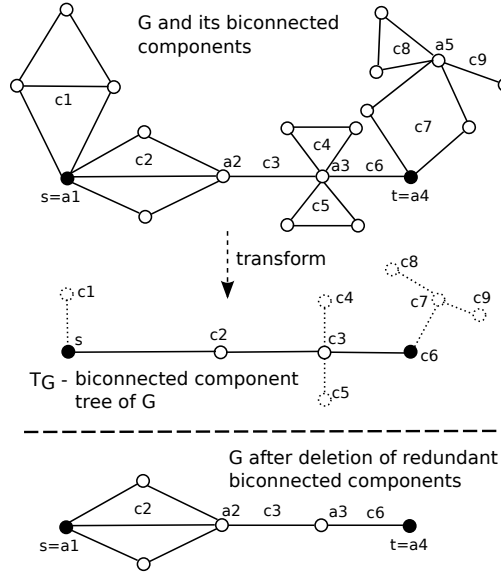 G and its biconnected
components
c8
a5
c9
c1
c7
c4
c2
a2
c3
a3
c6
c5
s=a1
t=a4
transform
c8
c1
c4
c7
c9
s
c2
c3
c6
TG - biconnected component
tree of G
c5
G after deletion of redundant
biconnected components
c2
a2
c3
a3
c6
s=a1
t=a4